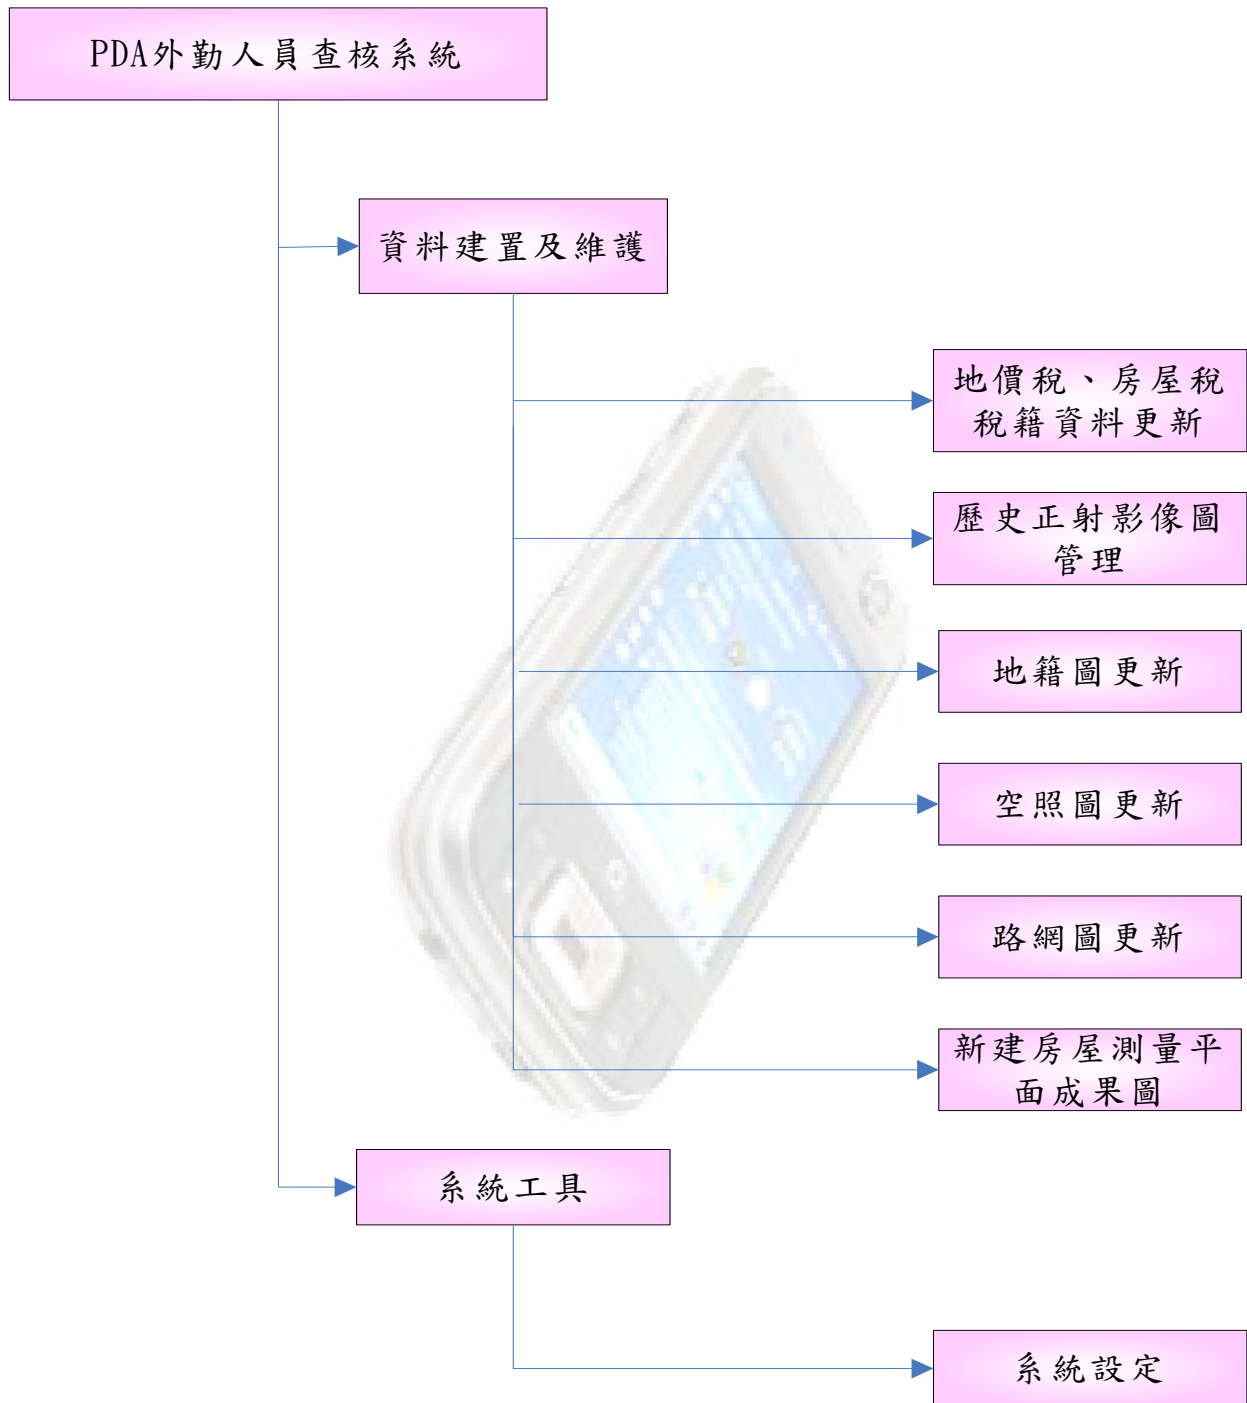 PDA外勤人員查核系統
資料建置及維護
地價稅、房屋稅
稅籍資料更新
歷史正射影像圖
管理
地籍圖更新
空照圖更新
路網圖更新
新建房屋測量平
面成果圖
系統工具
系統設定